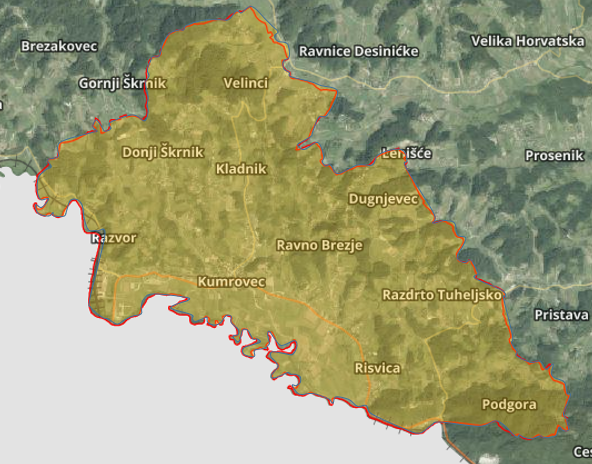 Brezakovec
Ravnice Desinićke
Velika Horvatska
Gornji Škrnik
Velinci
Donji Škrnik
Lenišće
Prosenik
Kladnik
Dugnjevec
Razvor
Ravno Brezje
Kumrovec
Razdrto Tuheljsko
Pristava
Risvica
Podgora
Ces